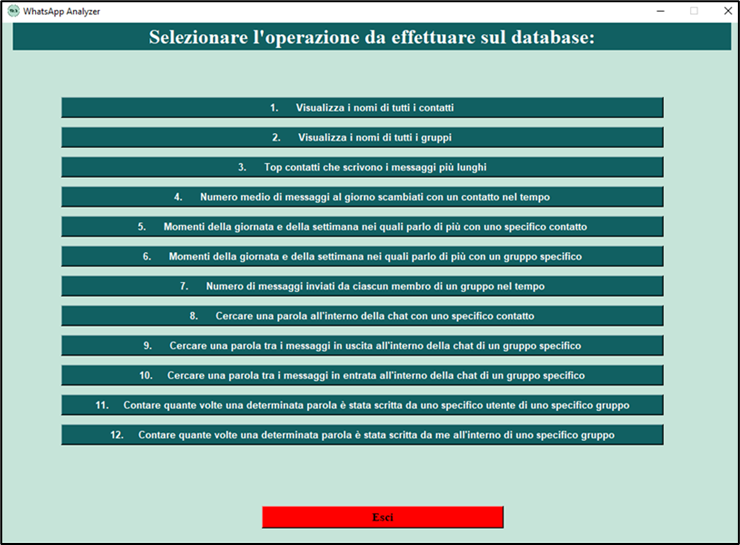 WhatsApp Analyzer
Selezionare l'operazione da effettuare sul database:
1. Visualizza i nomi di tutti i contatti
2. Visualizza i nomi di tutti i gruppi
3. Top contatti che scrivono i messaggi più lunghi
4. Numero medio di messaggi al giorno scambiati con un contatto nel tempo
5. Momenti della giornata e della settimana nei quali parlo di più con uno specifico contatto
6. Momenti della giornata e della settimana nei quali parlo di più con un gruppo specifico
7. Numero di messaggi inviati da ciascun membro di un gruppo nel tempo
8. Cercare una parola all'interno della chat con uno specifico contatto
9. Cercare una parola tra i messaggi in uscita all'interno della chat di un gruppo specifico
10. Cercare una parola tra i messaggi in entrata all'interno della chat di un gruppo specifico
11. Contare quante volte una determinata parola è stata scritta da uno specifico utente di uno specifico gruppo
12. Contare quante volte una determinata parola è stata scritta da me all'interno di uno specifico gruppo
Esci